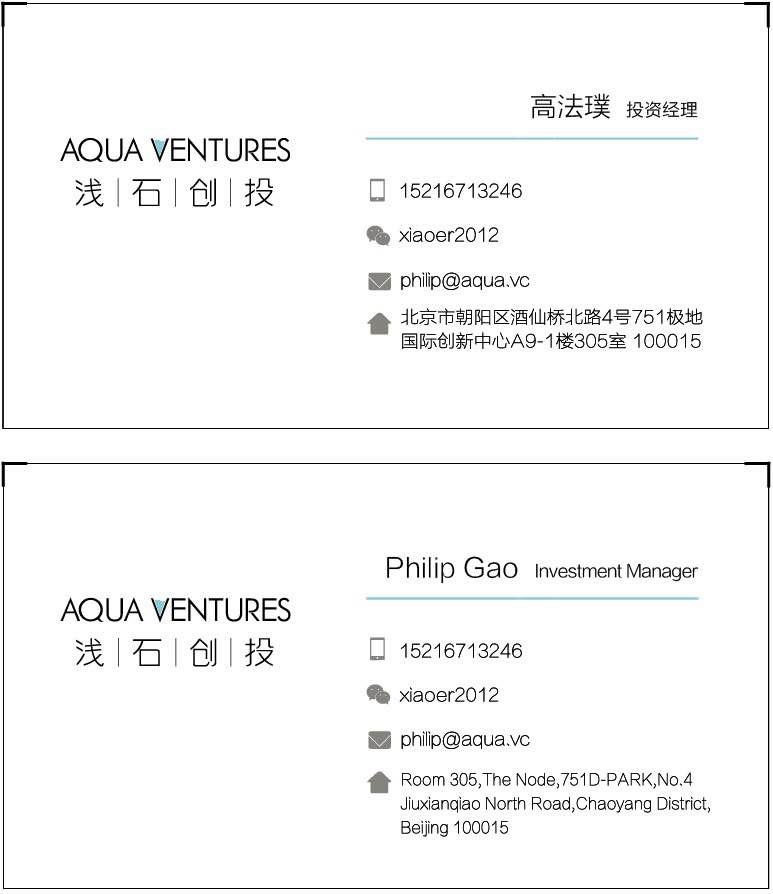 高法璞 投资经理
AQUA VENTURES
浅|石|创|投
15216713246
xiaoer2012
philip@aqua.vc
北京市朝阳区酒仙桥北路4号751极地
国际创新中心A9-1楼305室 100015
Philip Gao Investment Manager
AQUA VENTURES
浅|石|创|投
15216713246
xiaoer2012
philip@aqua.vc
Room 305,The Node,751D-PARK,No.4
Jiuxianqiao North Road,Chaoyang District,
Beijing 100015